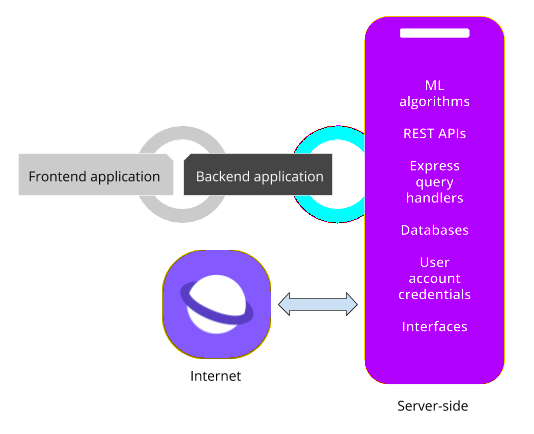 ML
algorithms
REST APIs
Express
query
handlers
Databases
User
account
credentials
Interfaces
Frontend application
Backend application
Internet
Server-side